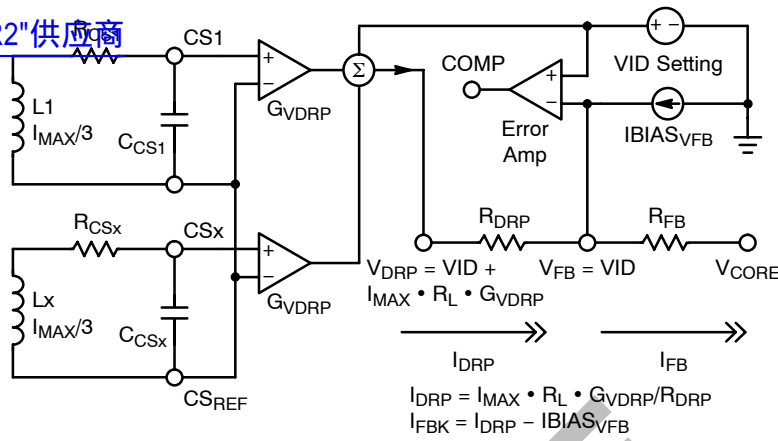 R2"供应商
RCS1
CS1
+
−
GVDRP
Σ
L1
IMAX/3
CCS1
COMP
+
−
Error
Amp
+ −
VID Setting
IBIASVFB
RCSx
CSx
+
−
GVDRP
Lx
IMAX/3
CCSx
CSREF
RDRP
RFB
VDRP = VID +
IMAX • RL • GVDRP
VFB = VID
VCORE
IDRP
IFB
IDRP = IMAX • RL • GVDRP/RDRP
IFBK = IDRP − IBIASVFB